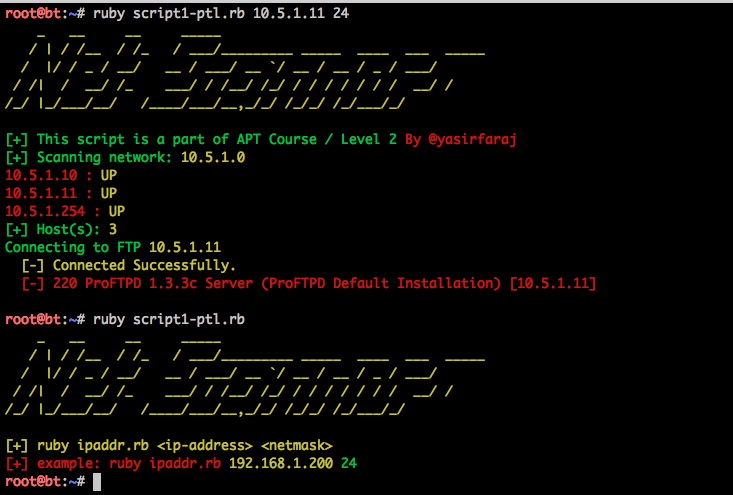 root@bt:~# ruby script1-ptl.rb 10.5.1.11 24
Net Scanner
[+] This script is a part of APT Course / Level 2 By @yasirfaraj
[+] Scanning network: 10.5.1.0
10.5.1.10 : UP
10.5.1.11 : UP
10.5.1.254 : UP
[+] Host(s): 3
Connecting to FTP 10.5.1.11
[-] Connected Successfully.
[-] 220 ProFTPD 1.3.3c Server (ProFTPD Default Installation) [10.5.1.11]
root@bt:~# ruby script1-ptl.rb
Net Scanner
[+] ruby ipaddr.rb <ip-address> <netmask>
[+] example: ruby ipaddr.rb 192.168.1.200 24
root@bt:~#